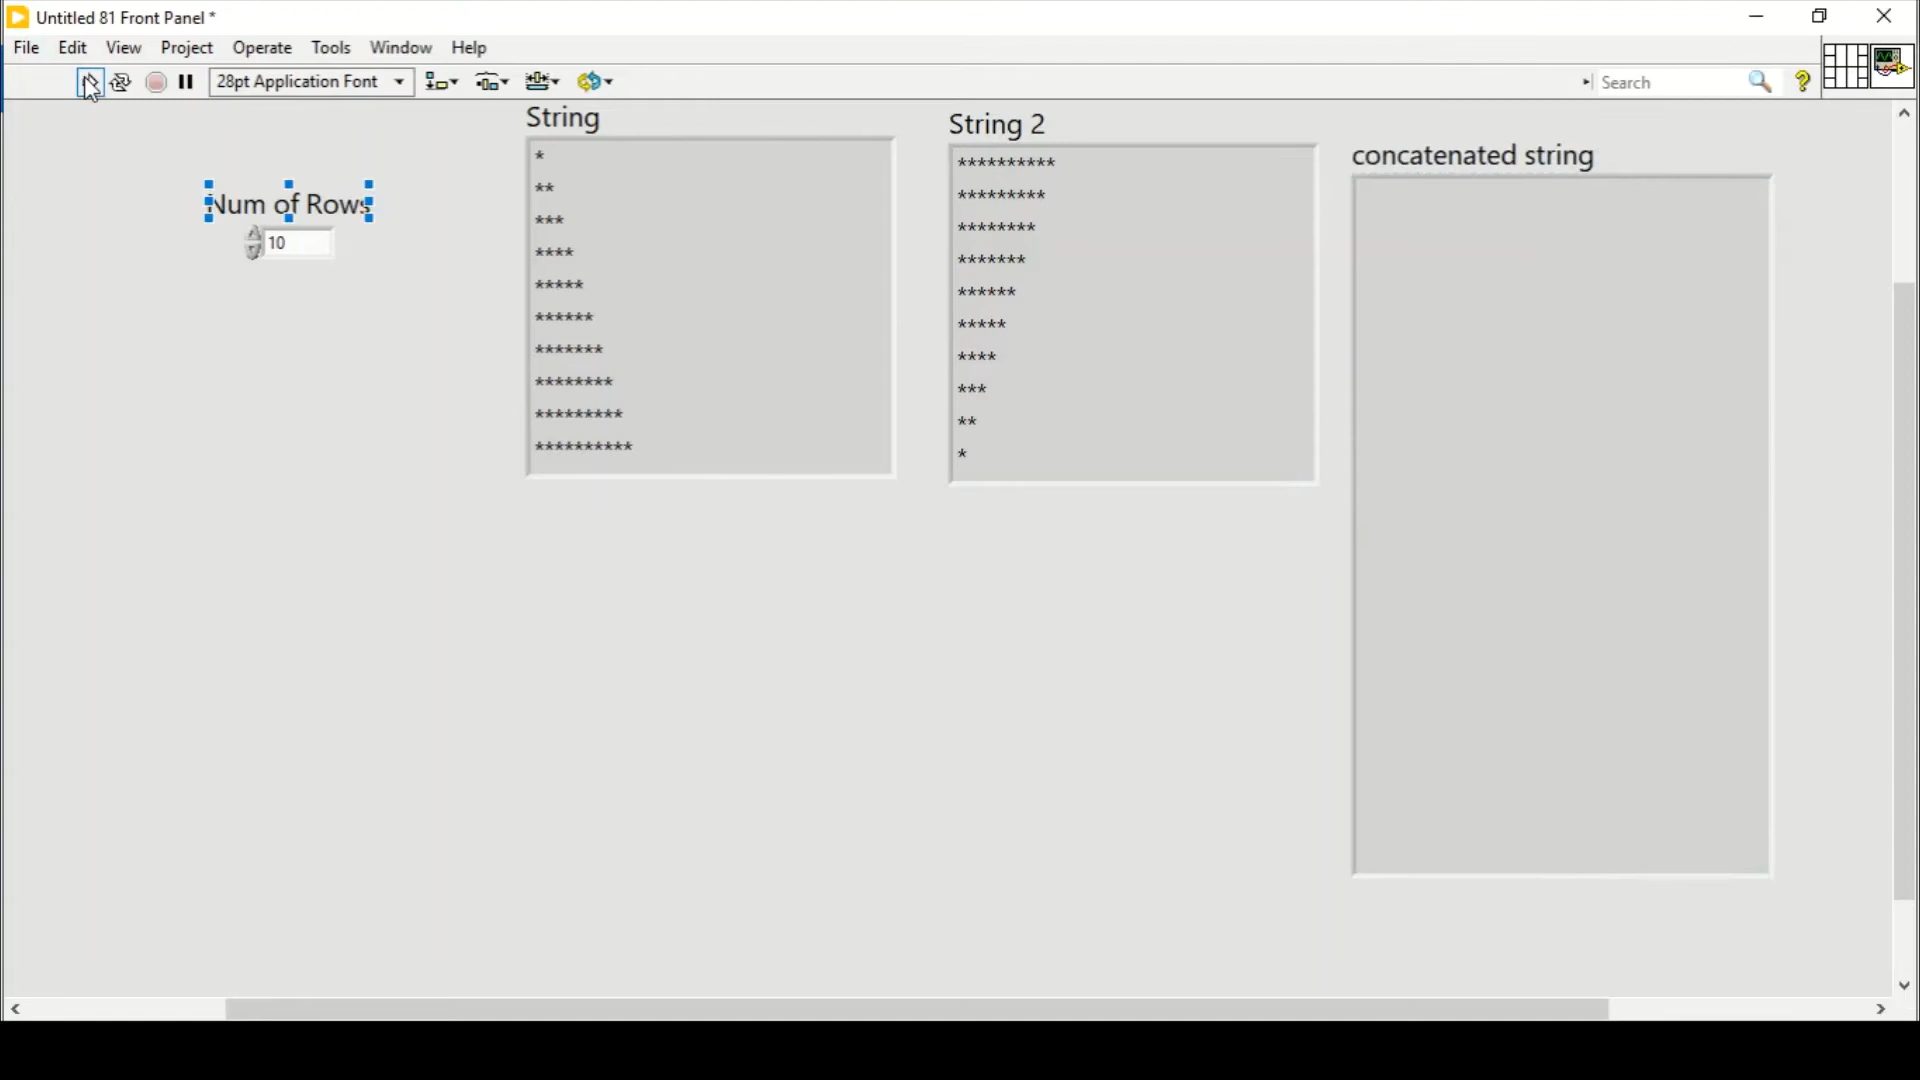 Untitled 81 Front Panel *
File Edit View Project Operate Tools Window Help
28pt Application Font
Search
?
Num of Rows
10
String
*
**
***
****
*****
******
*******
********
*********
**********
String 2
**********
*********
********
*******
******
*****
****
***
**
*
concatenated string